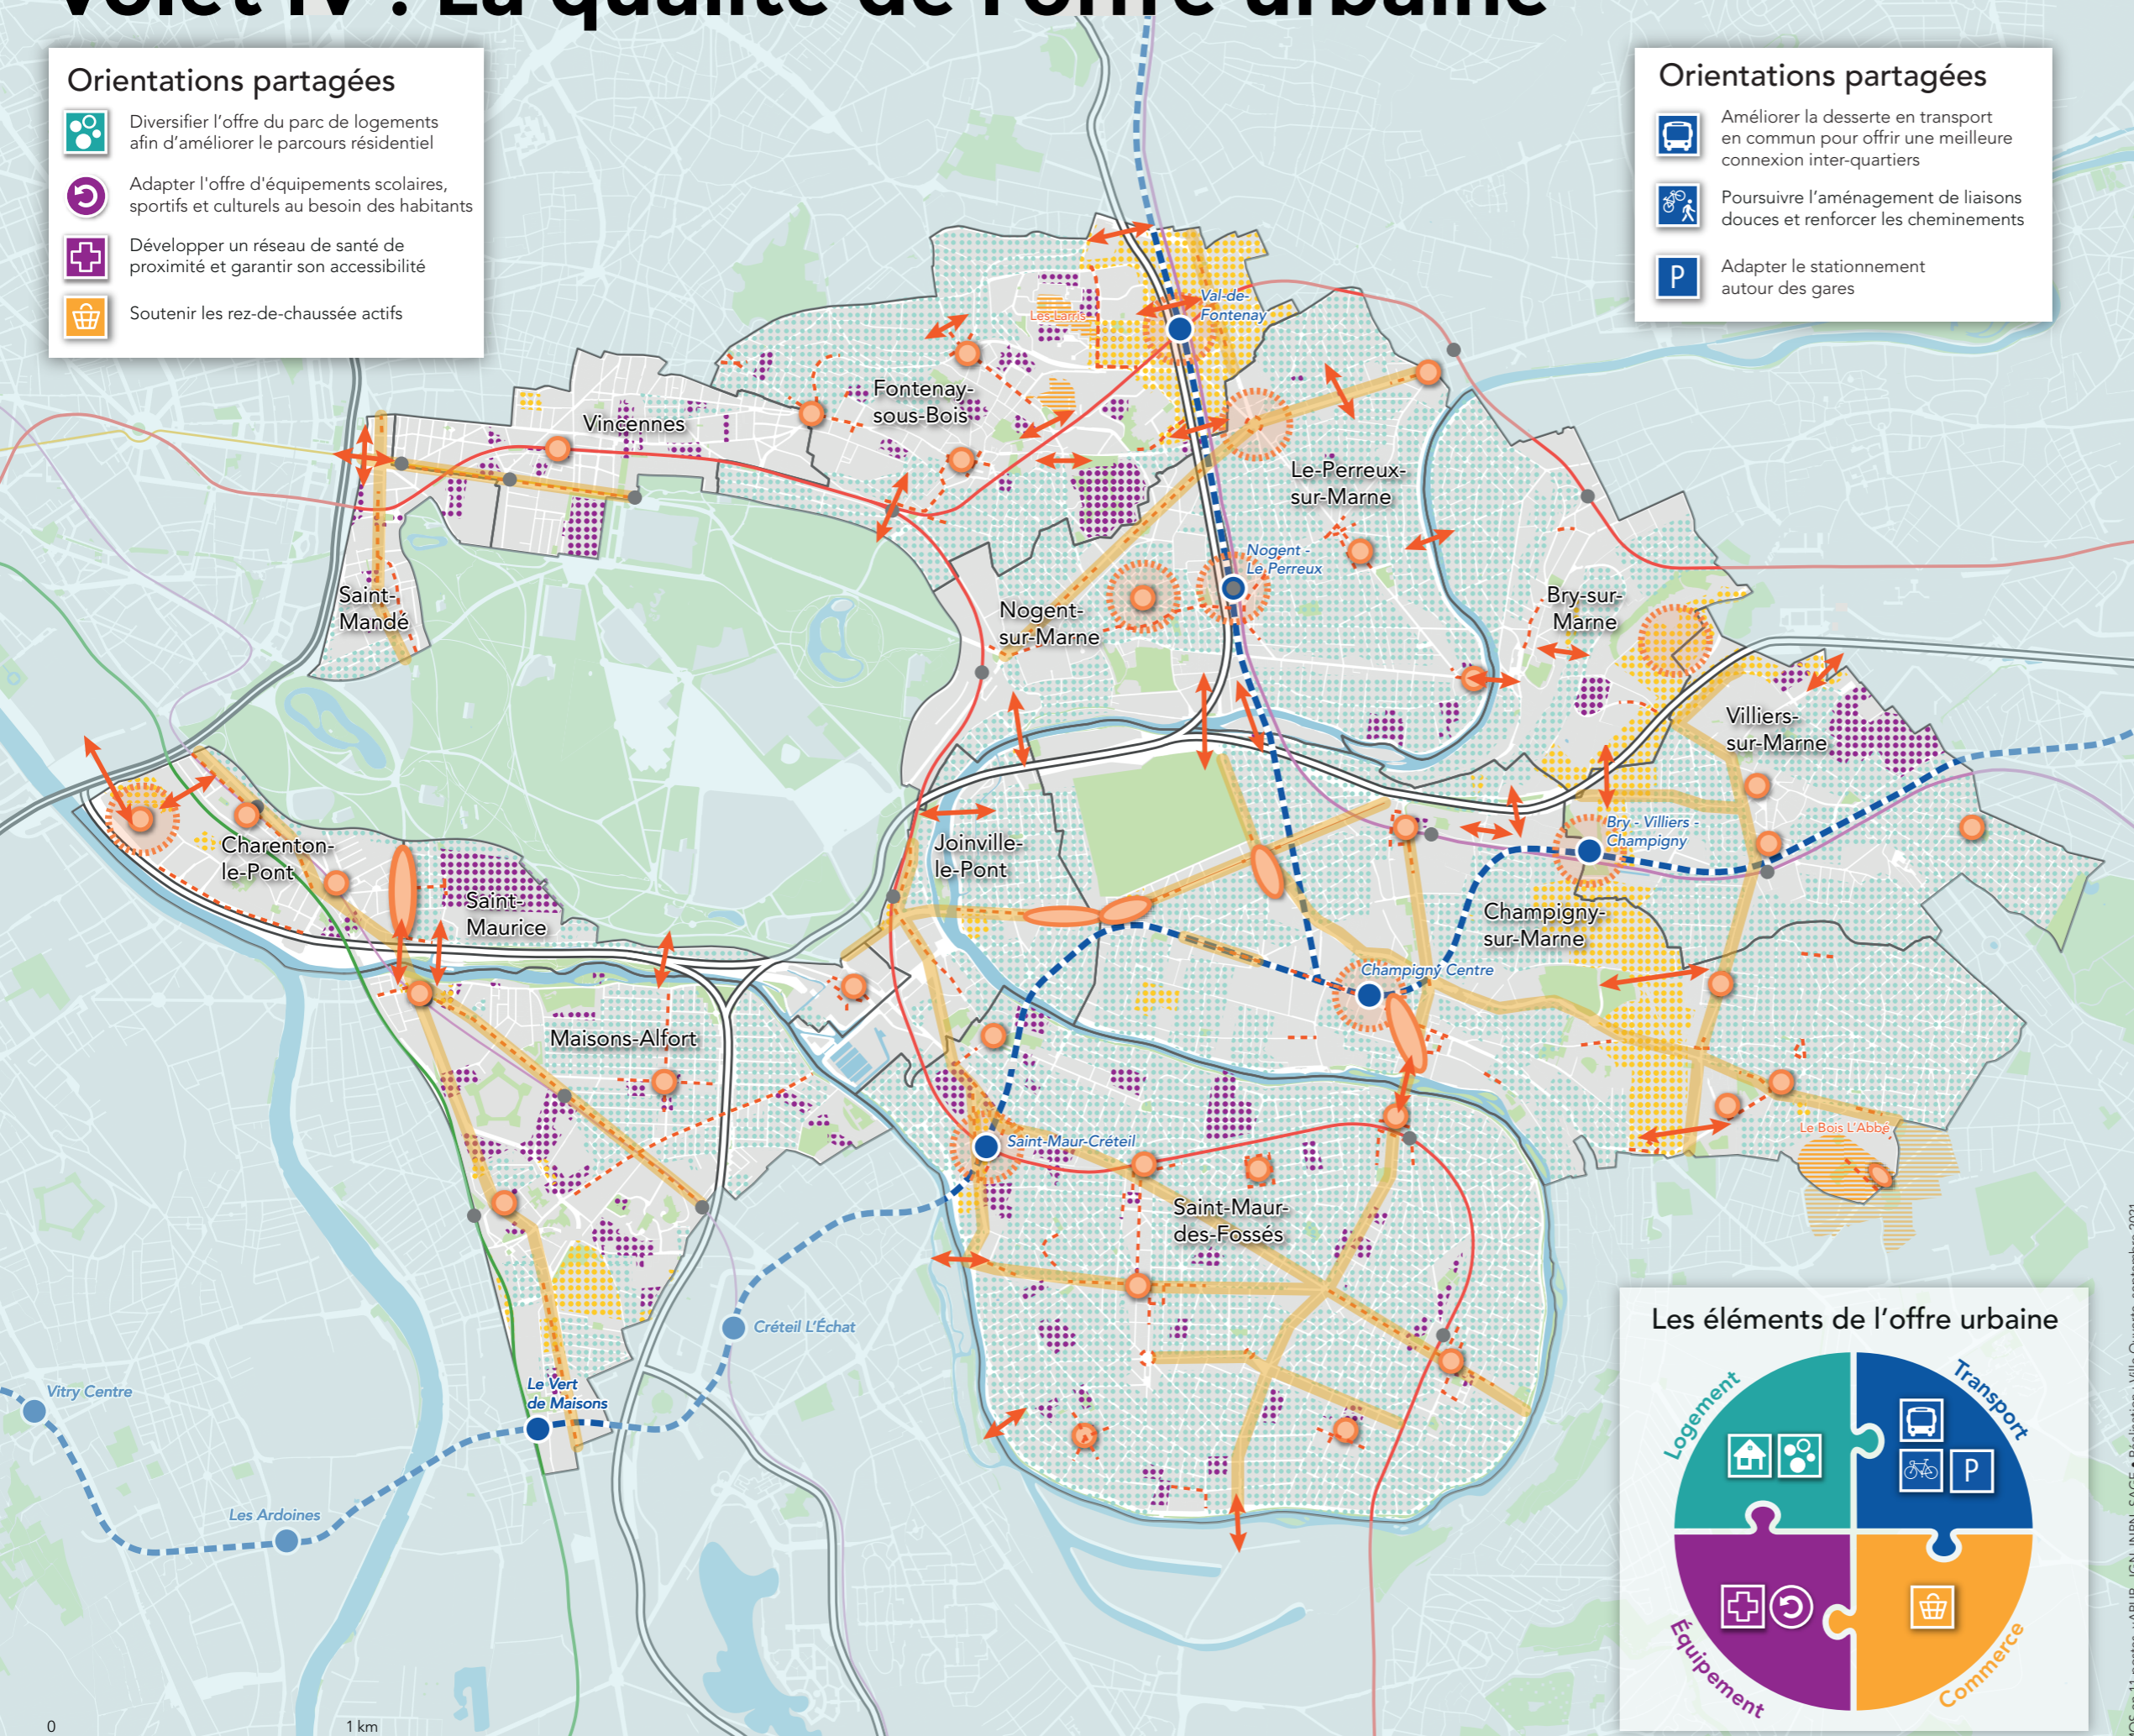 Volet IV : La qualité de l'offre urbaine
Orientations partagées
Diversifier l'offre du parc de logements
afin d'améliorer le parcours résidentiel
Adapter l'offre d'équipements scolaires,
sportifs et culturels au besoin des habitants
Développer un réseau de santé de
proximité et garantir son accessibilité
Soutenir les rez-de-chaussée actifs
Orientations partagées
Améliorer la desserte en transport
en commun pour offrir une meilleure
connexion inter-quartiers
Poursuivre l'aménagement de liaisons
douces et renforcer les cheminements
P
Adapter le stationnement
autour des gares
Val-de-
Fontenay
Les Larris
Fontenay-
sous-Bois
Vincennes
Le-Perreux-
sur-Marne
Nogent -
Le Perreux
Saint-
Mandé
Nogent-
sur-Marne
Bry-sur-
Marne
Villiers-
sur-Marne
Bry - Villiers -
Champigny
Charenton-
le-Pont
Joinville-
le-Pont
Saint-
Maurice
Champigny-
sur-Marne
Champigny Centre
Maisons-Alfort
Le Bois L'Abbé
Saint-Maur-Créteil
Saint-Maur-
des-Fossés
Créteil L'Échat
Le Vert
de Maisons
Vitry Centre
Les Ardoines
Les éléments de l'offre urbaine
Logement
Transport
P
Équipement
Commerce
0
1 km